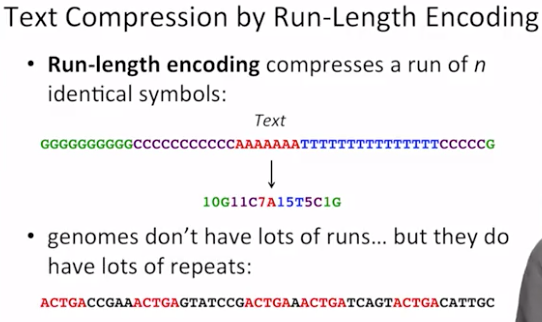 Text Compression by Run-Length Encoding
• Run-length encoding compresses a run of n
identical symbols:
Text
GGGGGGGGGGCCCCCCCCCCCAAAAAAATTTTTTTTTTTTTTTCCCCCG
10G11C7A15T5C1G
• genomes don't have lots of runs... but they do
have lots of repeats:
ACTGACCGAAACTGAGTATCCGACTGAAACTGATCAGTACTGACATTGC